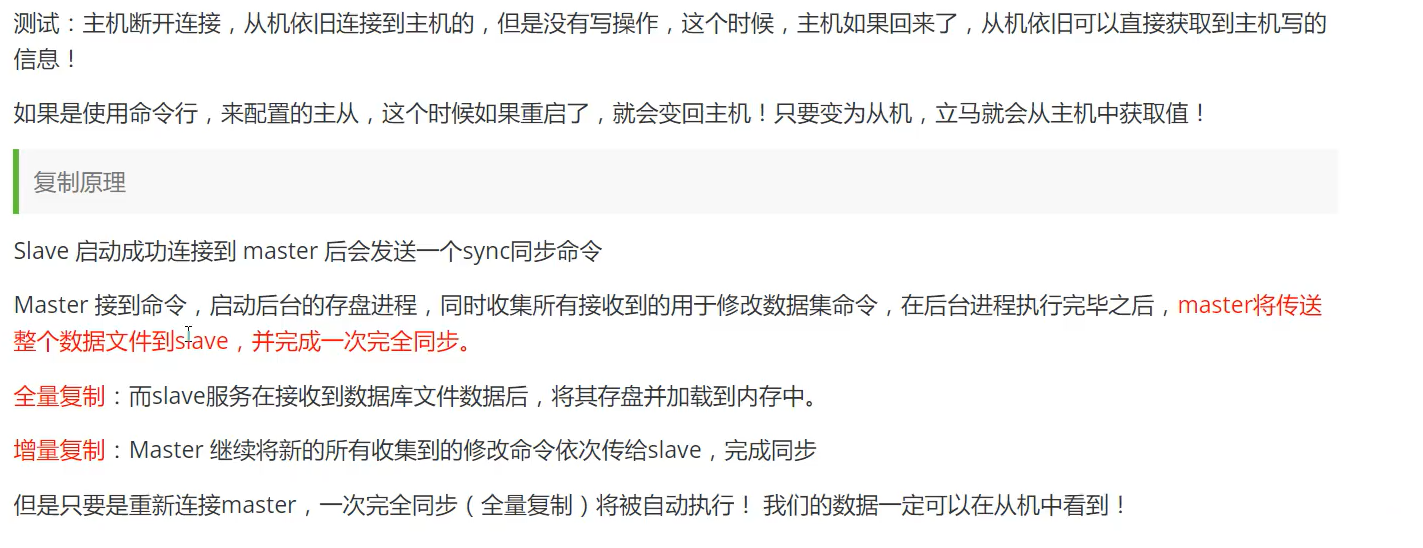 测试：主机断开连接，从机依旧连接到主机的，但是没有写操作，这个时候，主机如果回来了，从机依旧可以直接获取到主机写的
信息！
如果是使用命令行，来配置的主从，这个时候如果重启了，就会变回主机！只要变为从机，立马就会从主机中获取值！
复制原理
Slave 启动成功连接到 master 后会发送一个sync同步命令
Master 接到命令，启动后台的存盘进程，同时收集所有接收到的用于修改数据集命令，在后台进程执行完毕之后，master将传送
整个数据文件到slave，并完成一次完全同步。
全量复制：而slave服务在接收到数据库文件数据后，将其存盘并加载到内存中。
增量复制：Master 继续将新的所有收集到的修改命令依次传给slave，完成同步
但是只要是重新连接master，一次完全同步（全量复制）将被自动执行！ 我们的数据一定可以在从机中看到！